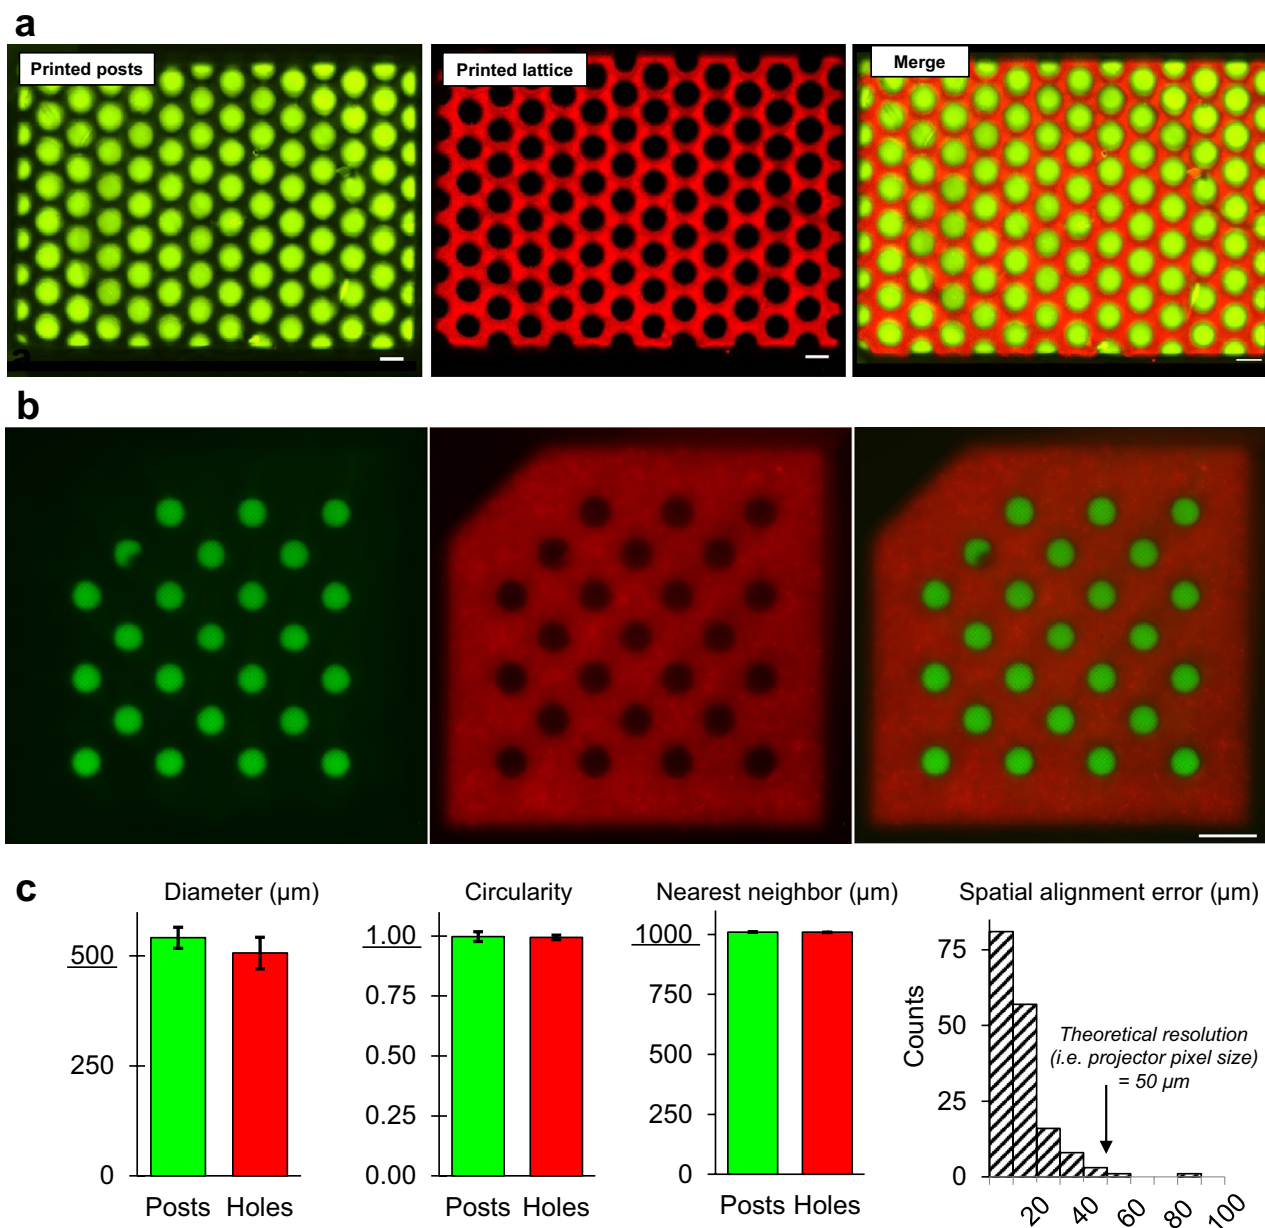 a
Printed posts
Printed lattice
Merge
a
b
c
Diameter (µm)
500
250
0
Posts Holes
Circularity
1.00
0.75
0.50
0.25
0.00
Posts Holes
Nearest neighbor (µm)
1000
750
500
250
0
Posts Holes
Spatial alignment error (µm)
Counts
75
50
25
0
Theoretical resolution
(i.e. projector pixel size)
= 50 µm
20 40 60 80 100